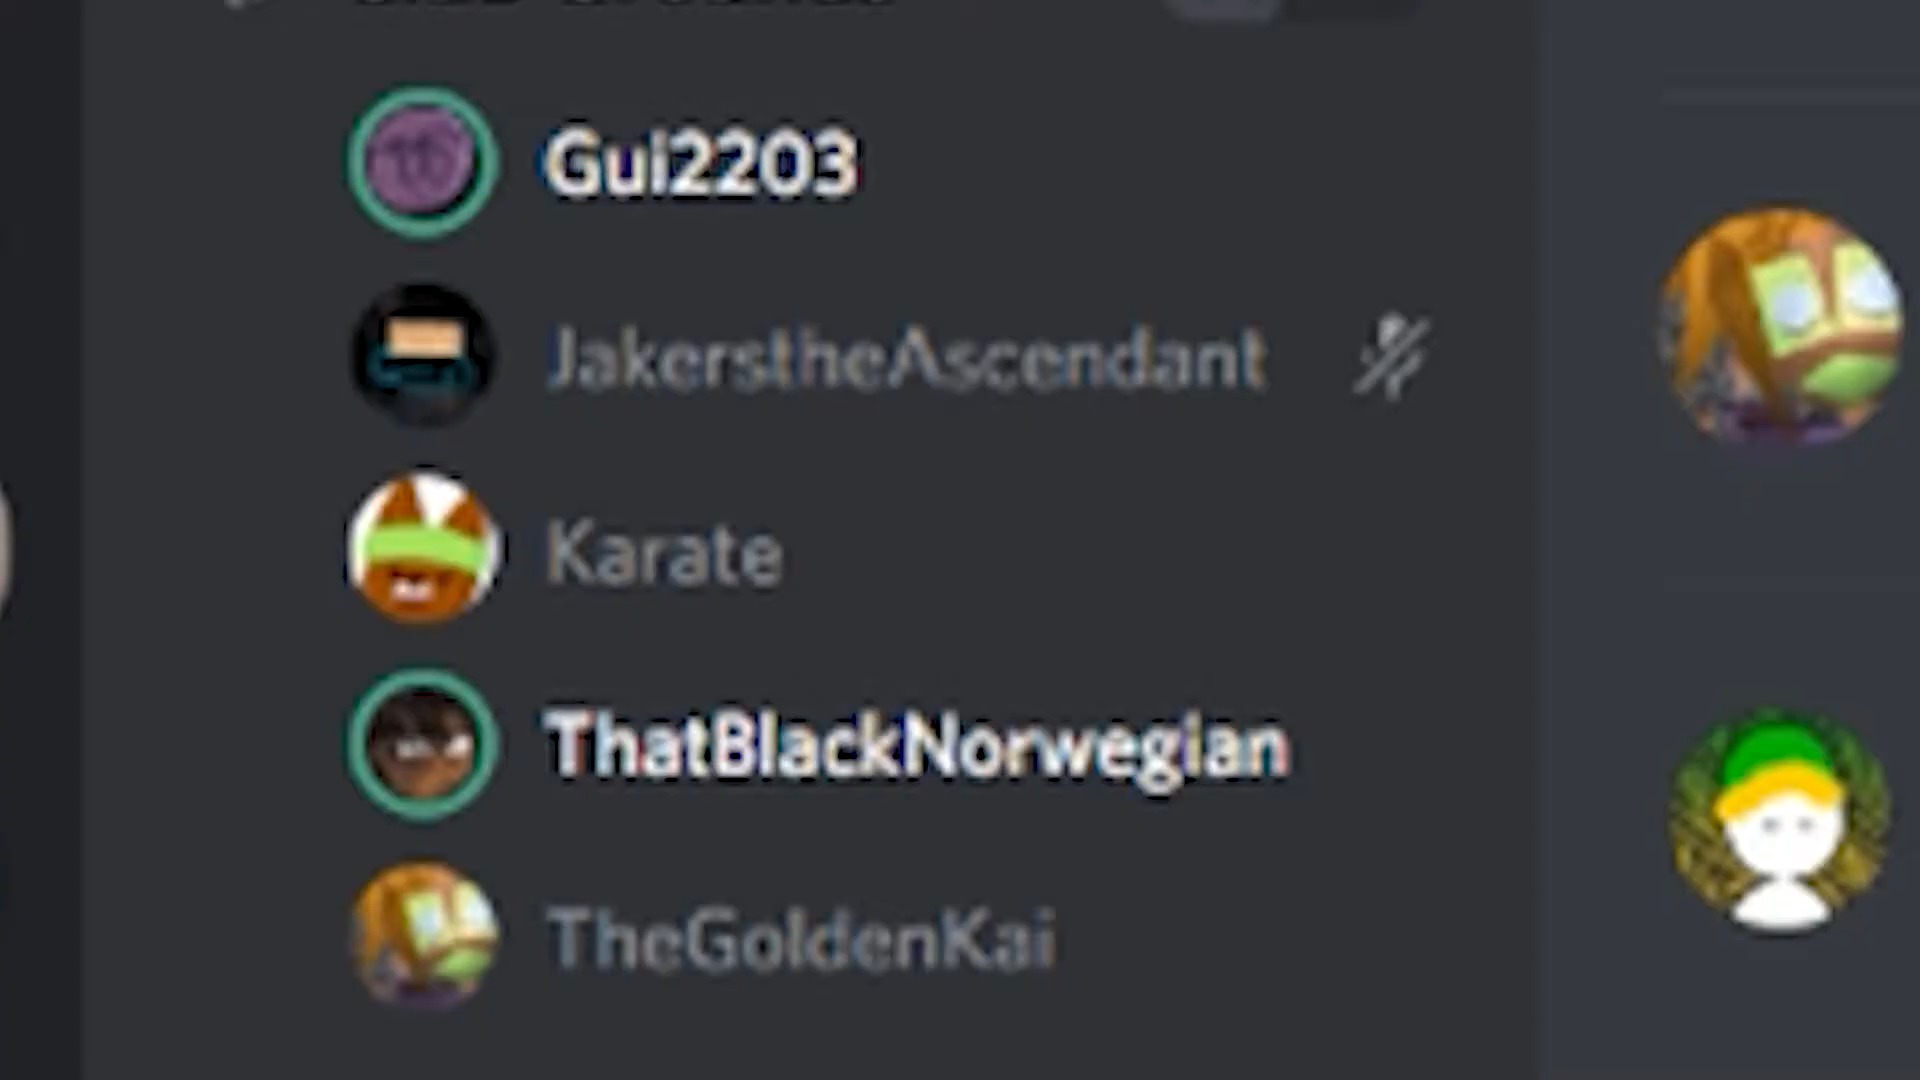 Gui2203
JakerstheAscendant
Karate
ThatBlackNorwegian
TheGoldenKai